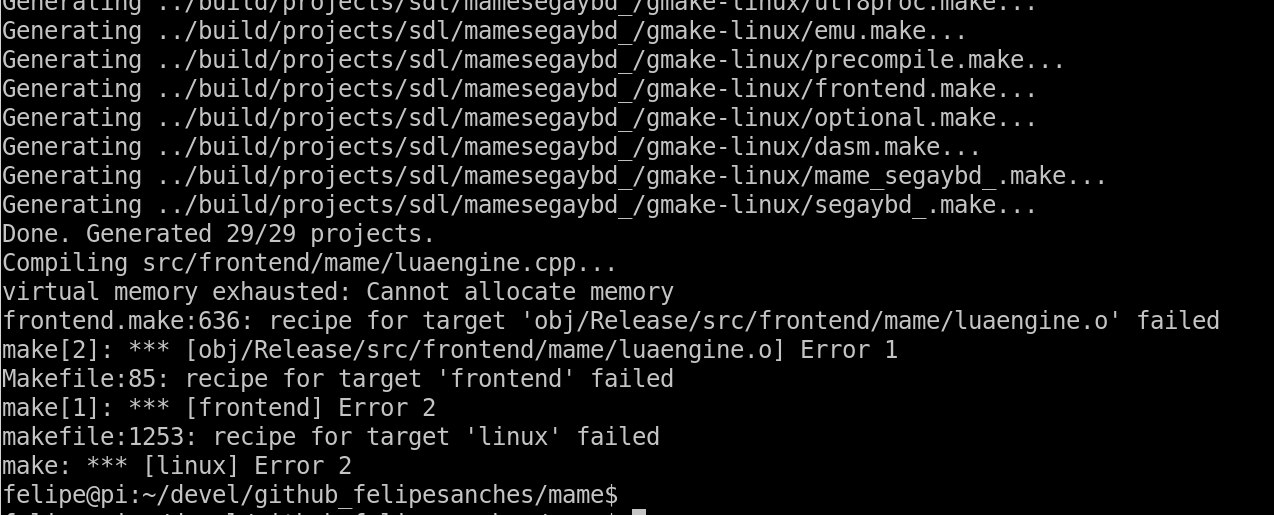 Generating ../build/projects/sdl/mamesegaybd_/gmake-linux/utf8proc.make...
Generating ../build/projects/sdl/mamesegaybd_/gmake-linux/emu.make...
Generating ../build/projects/sdl/mamesegaybd_/gmake-linux/precompile.make...
Generating ../build/projects/sdl/mamesegaybd_/gmake-linux/frontend.make...
Generating ../build/projects/sdl/mamesegaybd_/gmake-linux/optional.make...
Generating ../build/projects/sdl/mamesegaybd_/gmake-linux/dasm.make...
Generating ../build/projects/sdl/mamesegaybd_/gmake-linux/mame_segaybd_.make...
Generating ../build/projects/sdl/mamesegaybd_/gmake-linux/segaybd_.make...
Done. Generated 29/29 projects.
Compiling src/frontend/mame/luaengine.cpp...
virtual memory exhausted: Cannot allocate memory
frontend.make:636: recipe for target 'obj/Release/src/frontend/mame/luaengine.o' failed
make[2]: *** [obj/Release/src/frontend/mame/luaengine.o] Error 1
Makefile:85: recipe for target 'frontend' failed
make[1]: *** [frontend] Error 2
makefile:1253: recipe for target 'linux' failed
make: *** [linux] Error 2
felipe@pi:~/devel/github_felipesanches/mame$